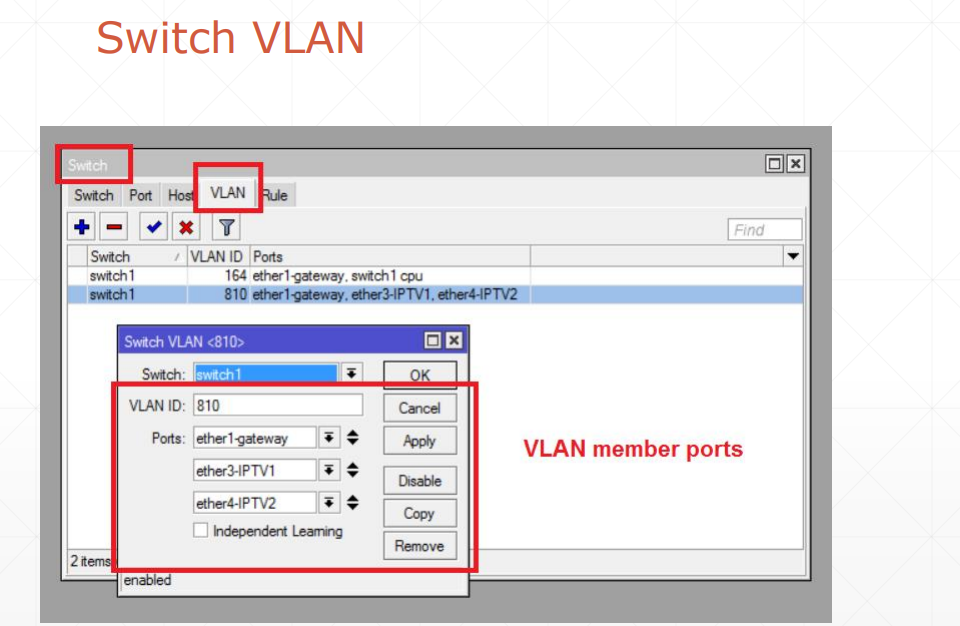 Switch VLAN
Switch
Switch Port Host VLAN Rule
Find
Switch / VLAN ID Ports
switch1 164 ether1-gateway, switch1 cpu
switch1 810 ether1-gateway, ether3-IPTV1, ether4-IPTV2
Switch VLAN <810>
Switch: switch1 OK
VLAN ID: 810 Cancel
Ports: ether1-gateway Apply
VLAN member ports
ether3-IPTV1 Disable
ether4-IPTV2 Copy
Independent Learning
Remove
2 items
enabled